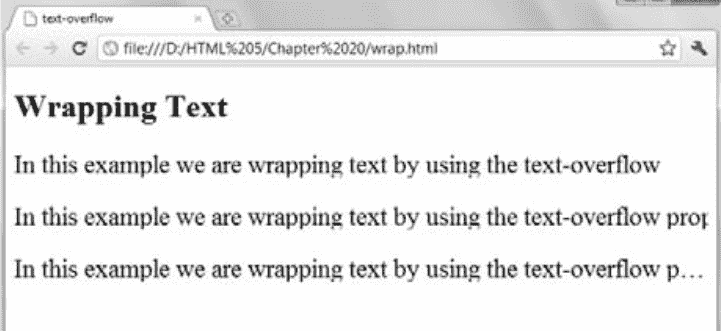 text-overflow
file:///D:/HTML%205/Chapter%2020/wrap.html
Wrapping Text
In this example we are wrapping text by using the text-overflow
In this example we are wrapping text by using the text-overflow prop
In this example we are wrapping text by using the text-overflow p…